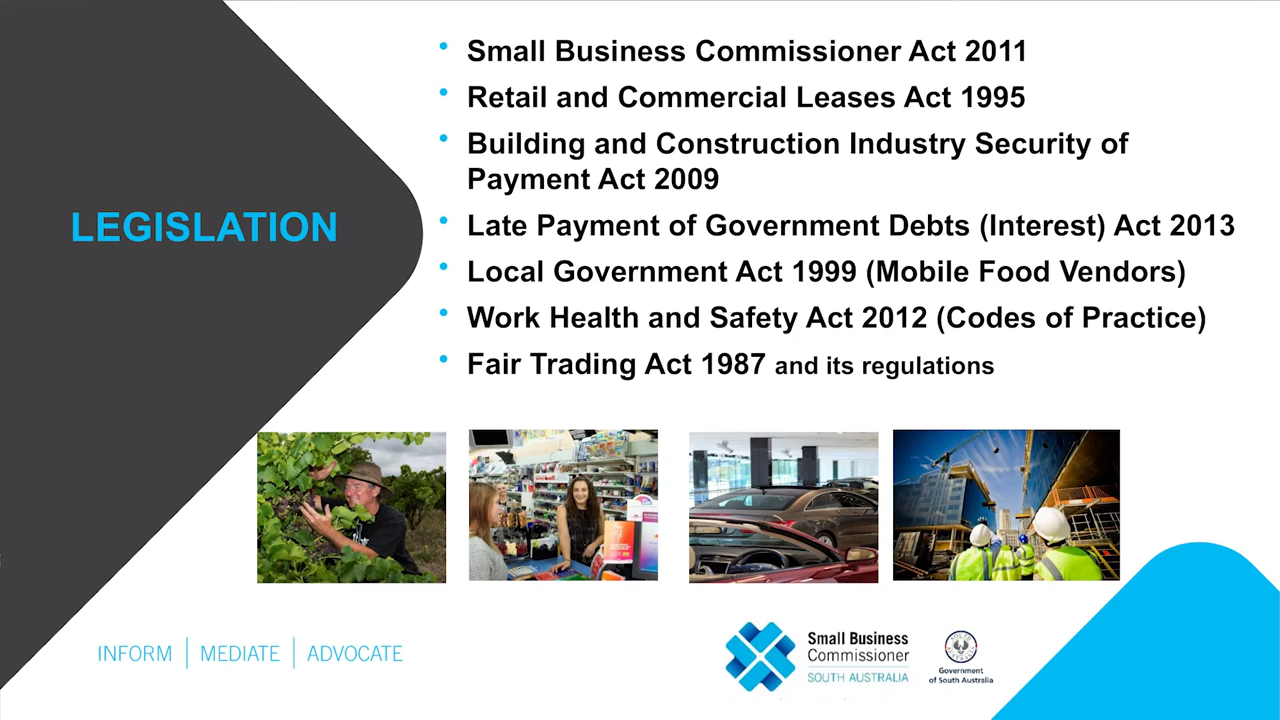 LEGISLATION
• Small Business Commissioner Act 2011
• Retail and Commercial Leases Act 1995
• Building and Construction Industry Security of
Payment Act 2009
• Late Payment of Government Debts (Interest) Act 2013
• Local Government Act 1999 (Mobile Food Vendors)
• Work Health and Safety Act 2012 (Codes of Practice)
• Fair Trading Act 1987 and its regulations
INFORM | MEDIATE | ADVOCATE
Small Business
Commissioner
SOUTH AUSTRALIA
Government
of South Australia